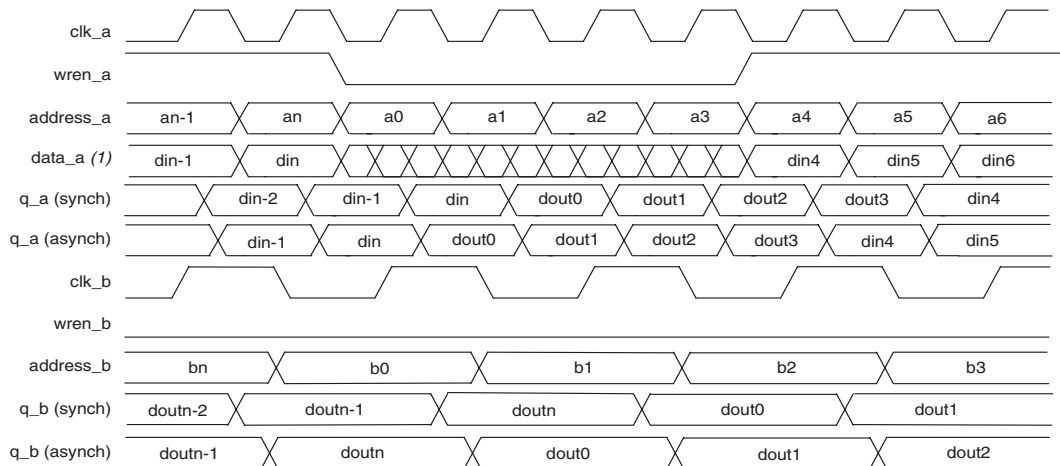 clk_a
wren_a
address_a an-1 an a0 a1 a2 a3 a4 a5 a6
data_a (1) din-1 din din4 din5 din6
q_a (synch) din-2 din-1 din dout0 dout1 dout2 dout3 din4
q_a (asynch) din-1 din dout0 dout1 dout2 dout3 din4 din5
clk_b
wren_b
address_b bn b0 b1 b2 b3
q_b (synch) doutn-2 doutn-1 doutn dout0 dout1
q_b (asynch) doutn-1 doutn dout0 dout1 dout2